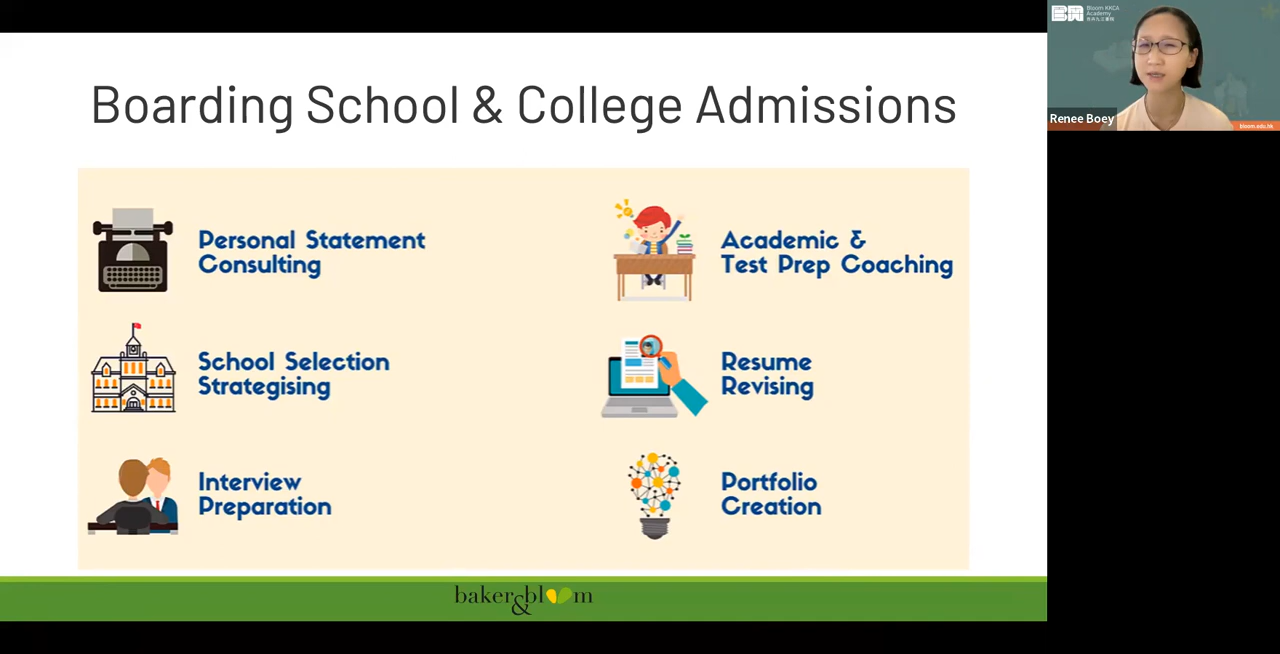 Boarding School & College Admissions
Personal Statement
Consulting
Academic &
Test Prep Coaching
School Selection
Strategising
Resume
Revising
Interview
Preparation
Portfolio
Creation
baker&bloom
Bloom KRCA
Academy
Renee Boey
bloom.edu.hk